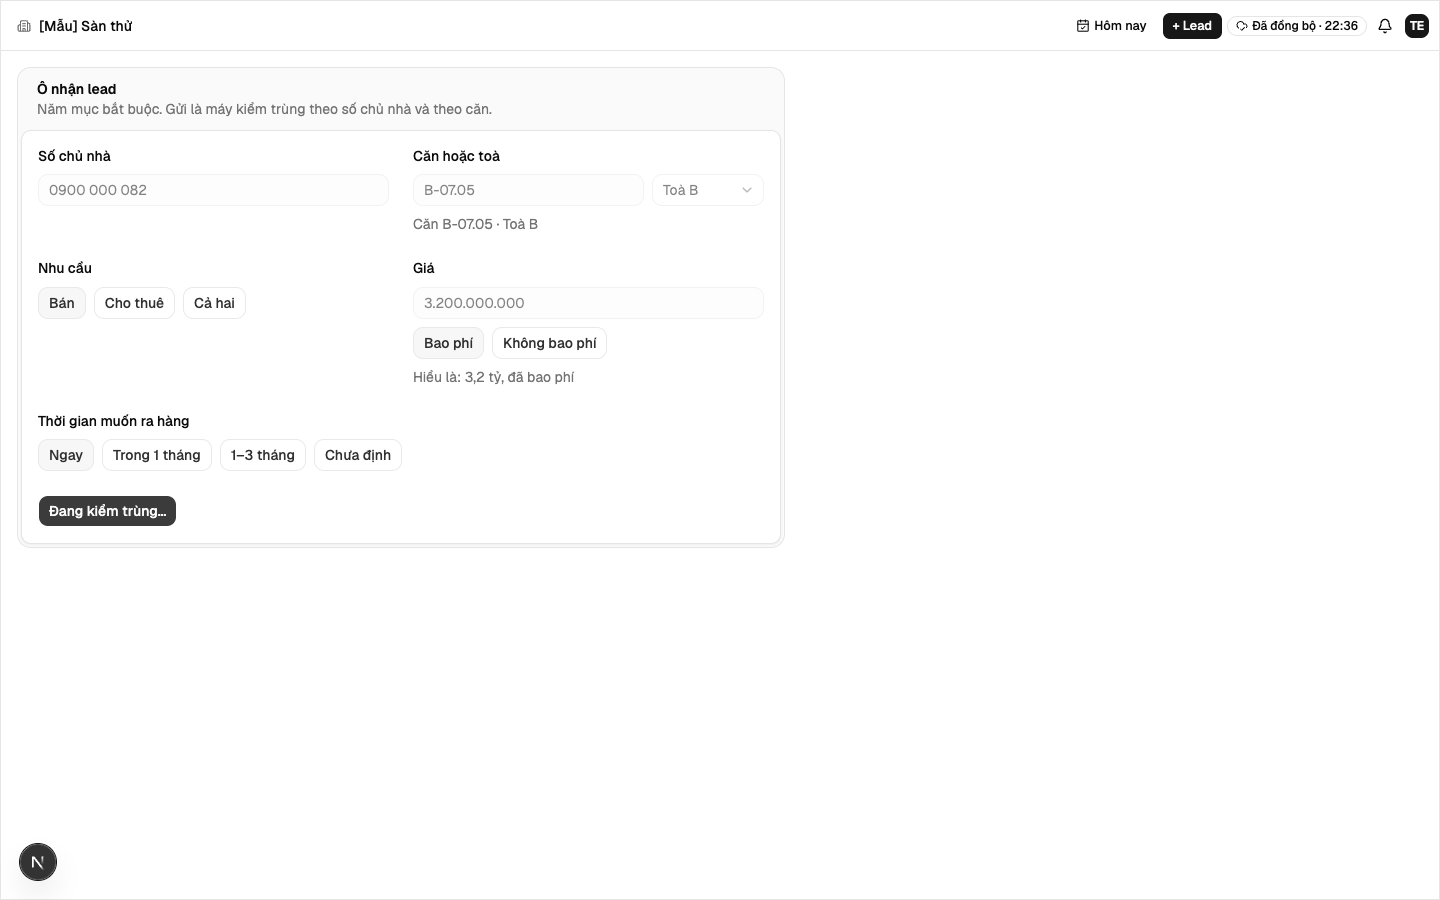 [Mẫu] Sàn thử
Hôm nay
+ Lead
Đã đồng bộ · 22:36
TE
Ô nhận lead
Năm mục bắt buộc. Gửi là máy kiểm trùng theo số chủ nhà và theo căn.
Số chủ nhà
0900 000 082
Căn hoặc toà
B-07.05
Toà B
Căn B-07.05 · Toà B
Nhu cầu
Bán
Cho thuê
Cả hai
Giá
3.200.000.000
Bao phí
Không bao phí
Hiểu là: 3,2 tỷ, đã bao phí
Thời gian muốn ra hàng
Ngay
Trong 1 tháng
1–3 tháng
Chưa định
Đang kiểm trùng...
N